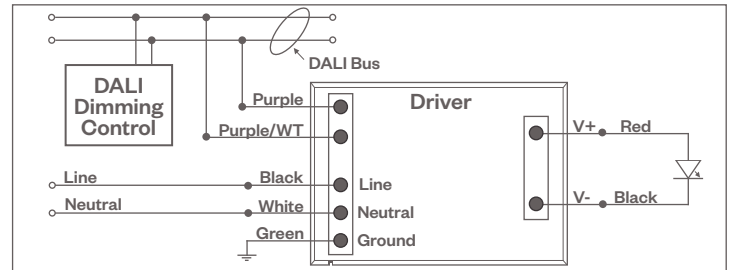 DALI Bus
DALI
Dimming
Control
Driver
Purple
Purple/WT
V+ Red
Line Black Line
V- Black
Neutral White Neutral
Green Ground